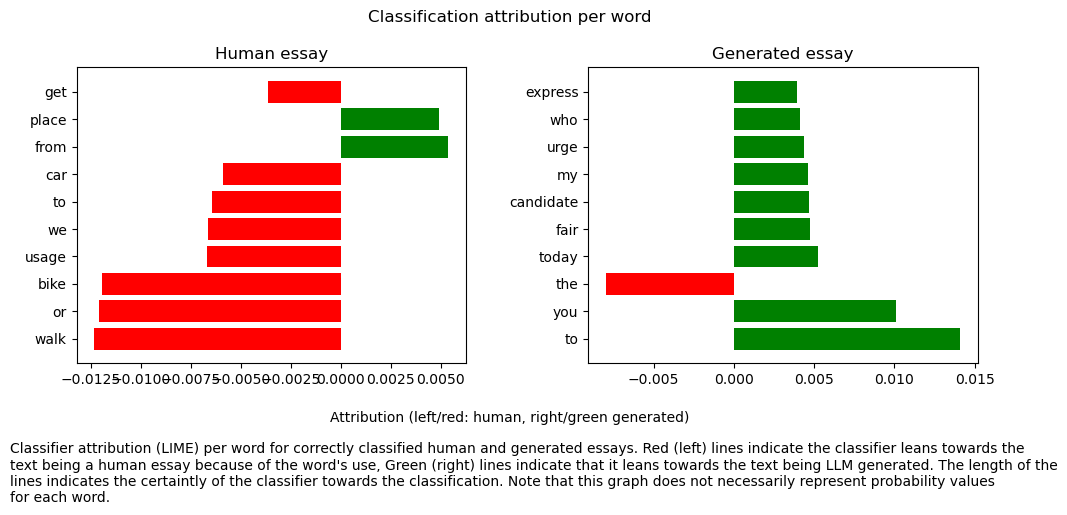 Classification attribution per word
Human essay
get
place
from
car
to
we
usage
bike
or
walk
−0.0125 −0.0100 −0.0075 −0.0050 −0.0025 0.0000 0.0025 0.0050
Generated essay
express
who
urge
my
candidate
fair
today
the
you
to
−0.005 0.000 0.005 0.010 0.015
Attribution (left/red: human, right/green generated)
Classifier attribution (LIME) per word for correctly classified human and generated essays. Red (left) lines indicate the classifier leans towards the
text being a human essay because of the word's use, Green (right) lines indicate that it leans towards the text being LLM generated. The length of the
lines indicates the certaintly of the classifier towards the classification. Note that this graph does not necessarily represent probability values
for each word.